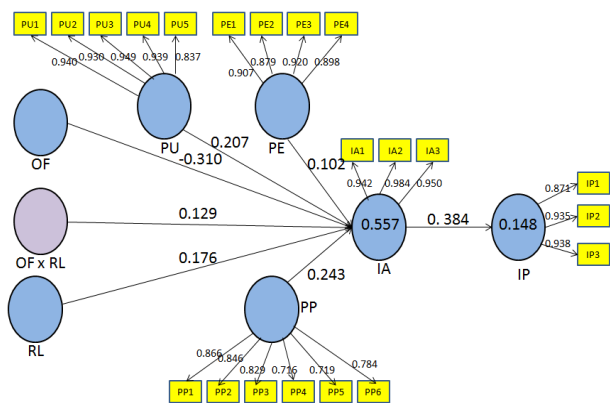 PU1 PU2 PU3 PU4 PU5 PE1 PE2 PE3 PE4
0.940 0.930 0.949 0.939 0.837 0.907 0.879 0.920 0.898
OF PU PE
0.207
-0.310
0.102
IA1 IA2 IA3
0.942 0.984 0.950
OF x RL
0.129
0.176
0.557
IA
0.384
0.148
IP
0.871 IP1
0.935 IP2
0.938 IP3
RL
0.243
PP
0.866 0.846 0.829 0.716 0.719 0.784
PP1 PP2 PP3 PP4 PP5 PP6